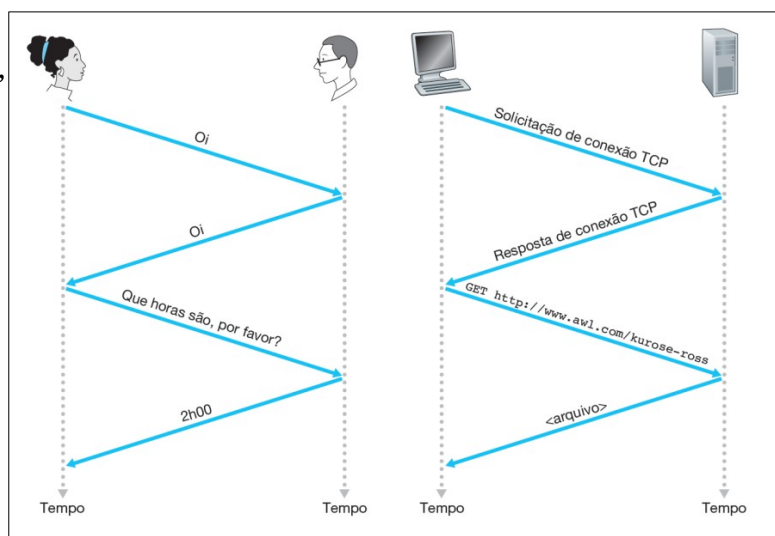 ,
Oi
Oi
Que horas são, por favor?
2h00
Tempo
Tempo
Solicitação de conexão TCP
Resposta de conexão TCP
GET http://www.awl.com/kurose-ross
<arquivo>
Tempo
Tempo